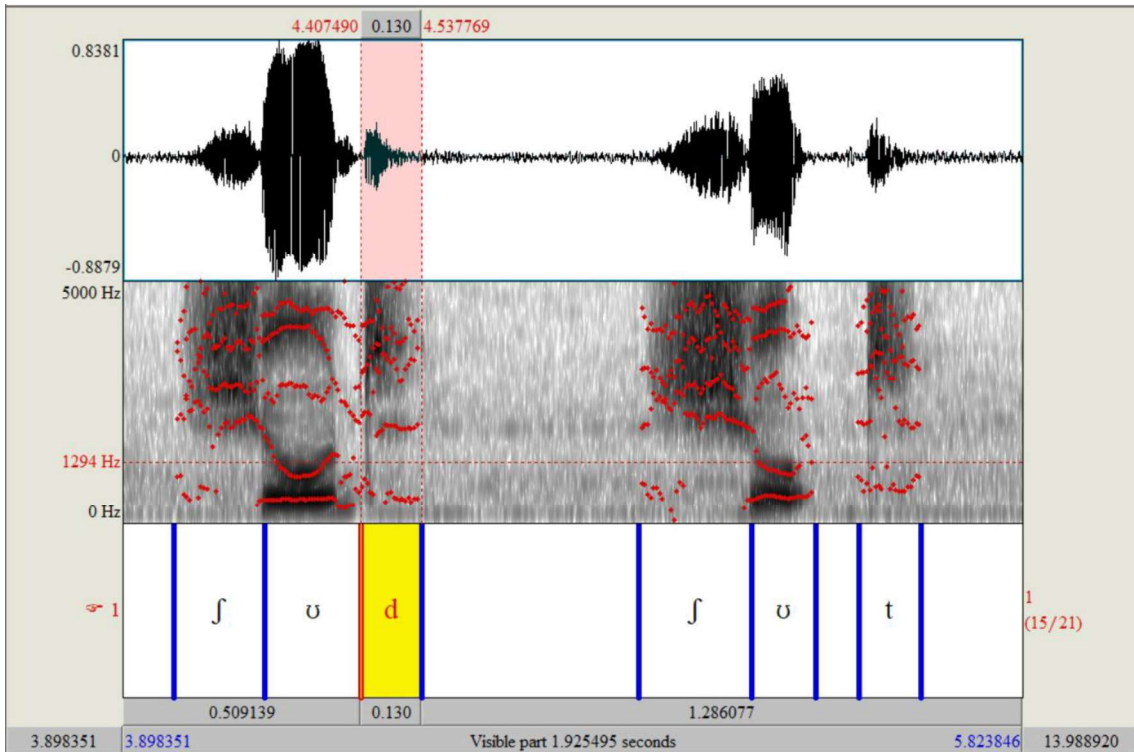 4.407490 0.130 4.537769
0.8381
0
-0.8879
5000 Hz
1294 Hz
0 Hz
☞ 1
ʃ ʊ d ʃ ʊ t
1
(15/21)
0.509139 0.130 1.286077
3.898351 3.898351 Visible part 1.925495 seconds 5.823846 13.988920